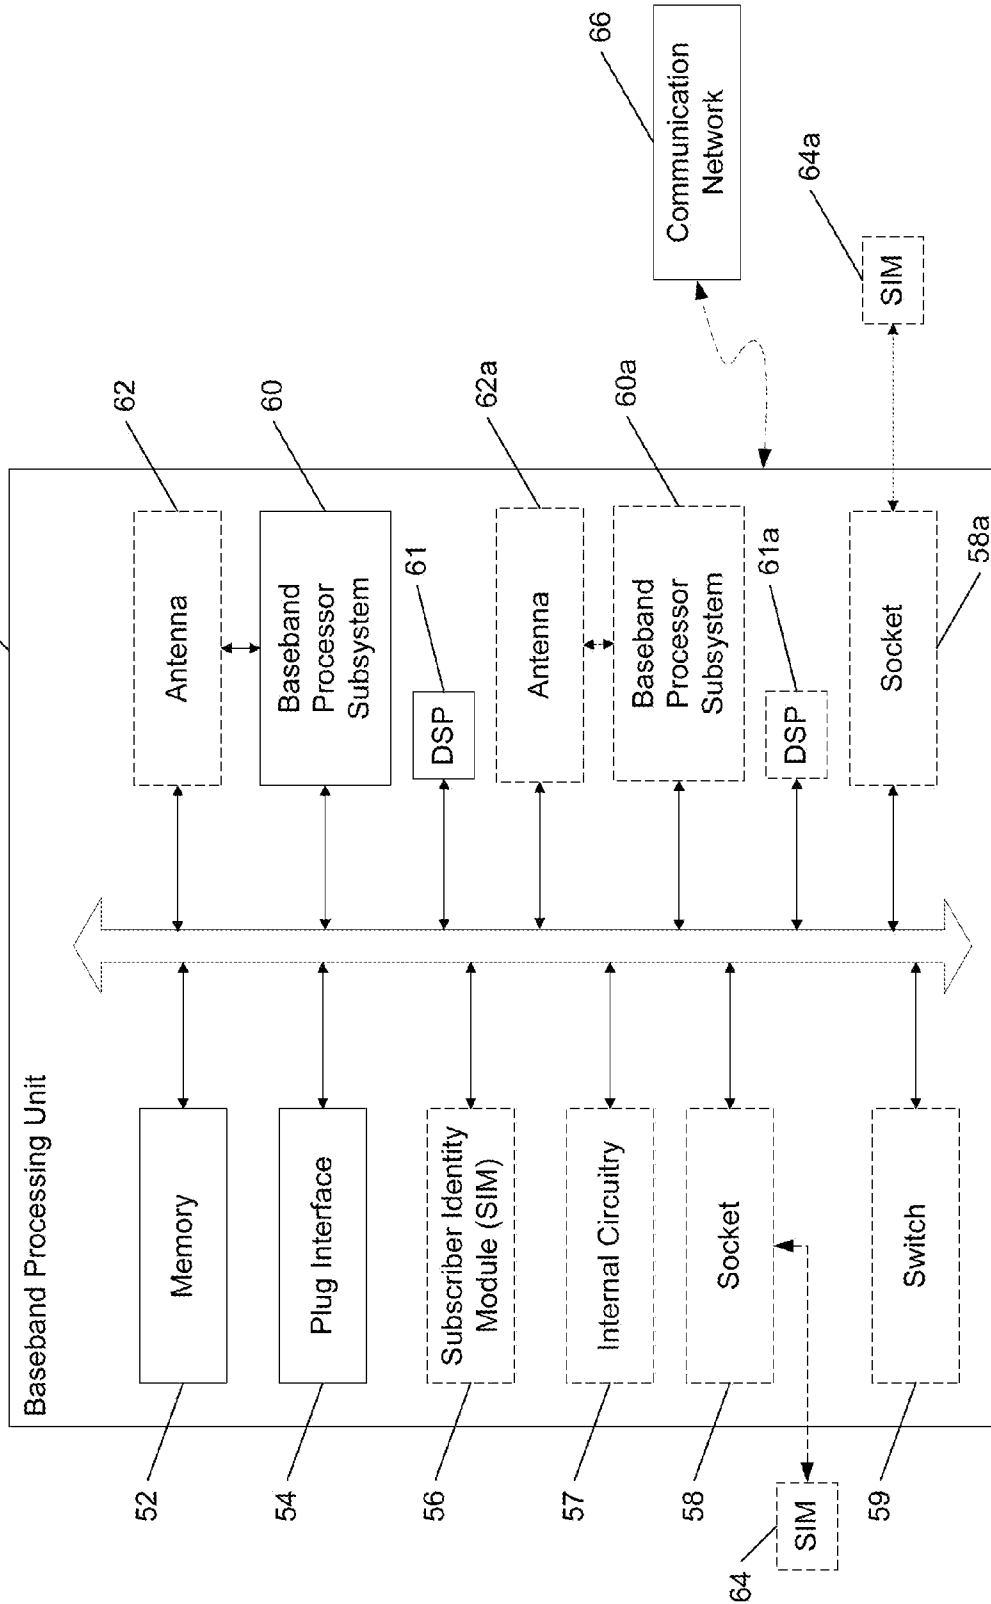 Baseband Processing Unit
52
Memory
54
Plug Interface
56
Subscriber Identity
Module (SIM)
57
Internal Circuitry
58
Socket
64
SIM
59
Switch
62
Antenna
60
Baseband
Processor
Subsystem
61
DSP
62a
Antenna
60a
Baseband
Processor
Subsystem
61a
DSP
Socket
58a
66
Communication
Network
64a
SIM